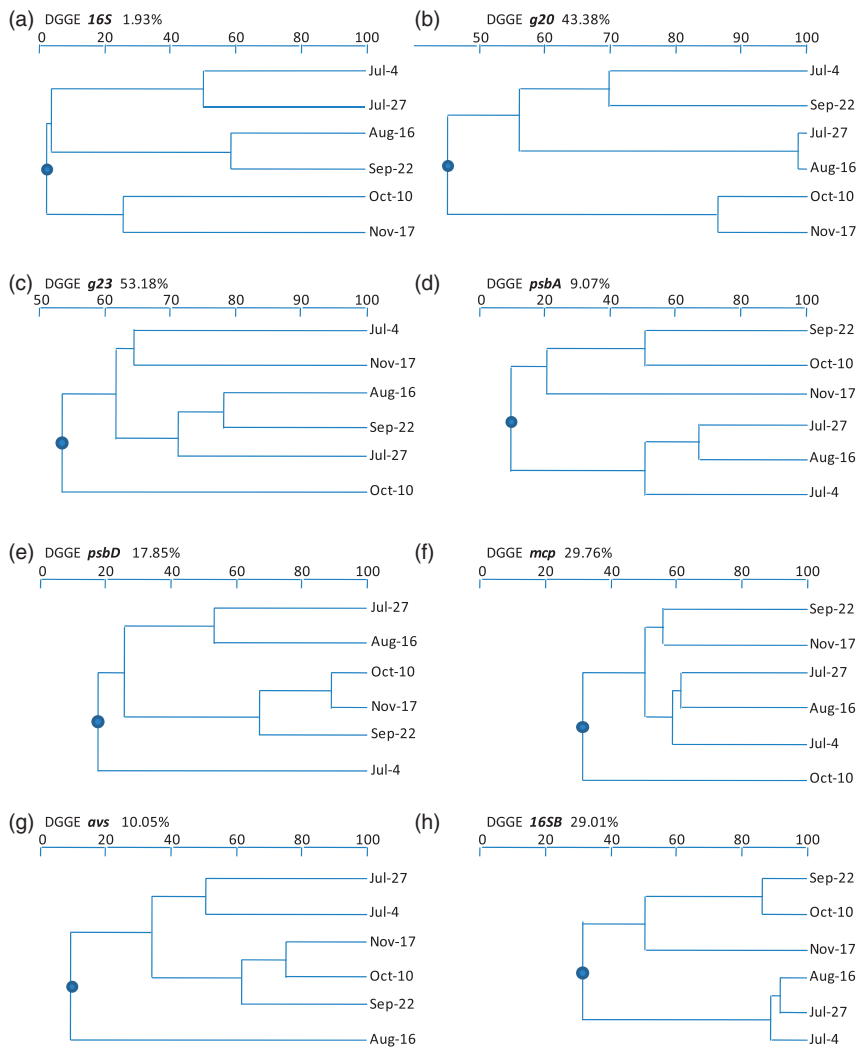 (a) DGGE 16S 1.93%
0 20 40 60 80 100
Jul-4
Jul-27
Aug-16
Sep-22
Oct-10
Nov-17
(b) DGGE g20 43.38%
50 60 70 80 90 100
Jul-4
Sep-22
Jul-27
Aug-16
Oct-10
Nov-17
(c) DGGE g23 53.18%
50 60 70 80 90 100
Jul-4
Nov-17
Aug-16
Sep-22
Jul-27
Oct-10
(d) DGGE psbA 9.07%
0 20 40 60 80 100
Sep-22
Oct-10
Nov-17
Jul-27
Aug-16
Jul-4
(e) DGGE psbD 17.85%
0 20 40 60 80 100
Jul-27
Aug-16
Oct-10
Nov-17
Sep-22
Jul-4
(f) DGGE mcp 29.76%
0 20 40 60 80 100
Sep-22
Nov-17
Jul-27
Aug-16
Jul-4
Oct-10
(g) DGGE avs 10.05%
0 20 40 60 80 100
Jul-27
Jul-4
Nov-17
Oct-10
Sep-22
Aug-16
(h) DGGE 16SB 29.01%
0 20 40 60 80 100
Sep-22
Oct-10
Nov-17
Aug-16
Jul-27
Jul-4